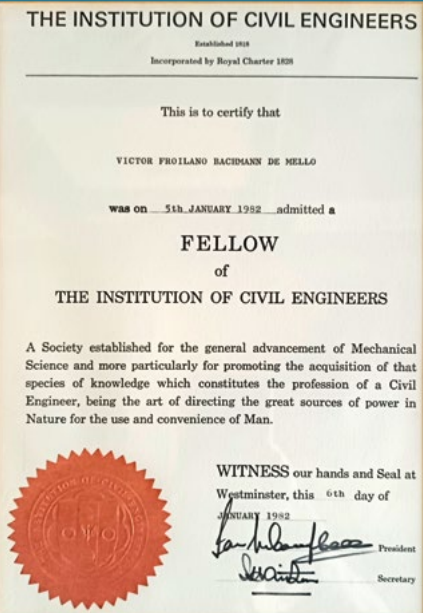 THE INSTITUTION OF CIVIL ENGINEERS
Established 1818
Incorporated by Royal Charter 1828
This is to certify that
VICTOR FROILANO BACHMANN DE MELLO
was on 5th JANUARY 1982 admitted a
FELLOW
of
THE INSTITUTION OF CIVIL ENGINEERS
A Society established for the general advancement of Mechanical
Science and more particularly for promoting the acquisition of that
species of knowledge which constitutes the profession of a Civil
Engineer, being the art of directing the great sources of power in
Nature for the use and convenience of Man.
WITNESS our hands and Seal at
Westminster, this 6th day of
JANUARY 1982
President
Secretary
THE INSTITUTION OF CIVIL